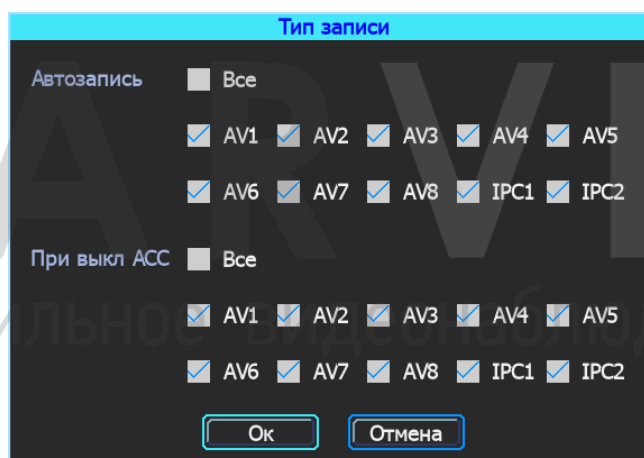 Тип записи
Автозапись Все
AV1 AV2 AV3 AV4 AV5
AV6 AV7 AV8 IPC1 IPC2
При выкл ACC Все
AV1 AV2 AV3 AV4 AV5
AV6 AV7 AV8 IPC1 IPC2
Ок Отмена